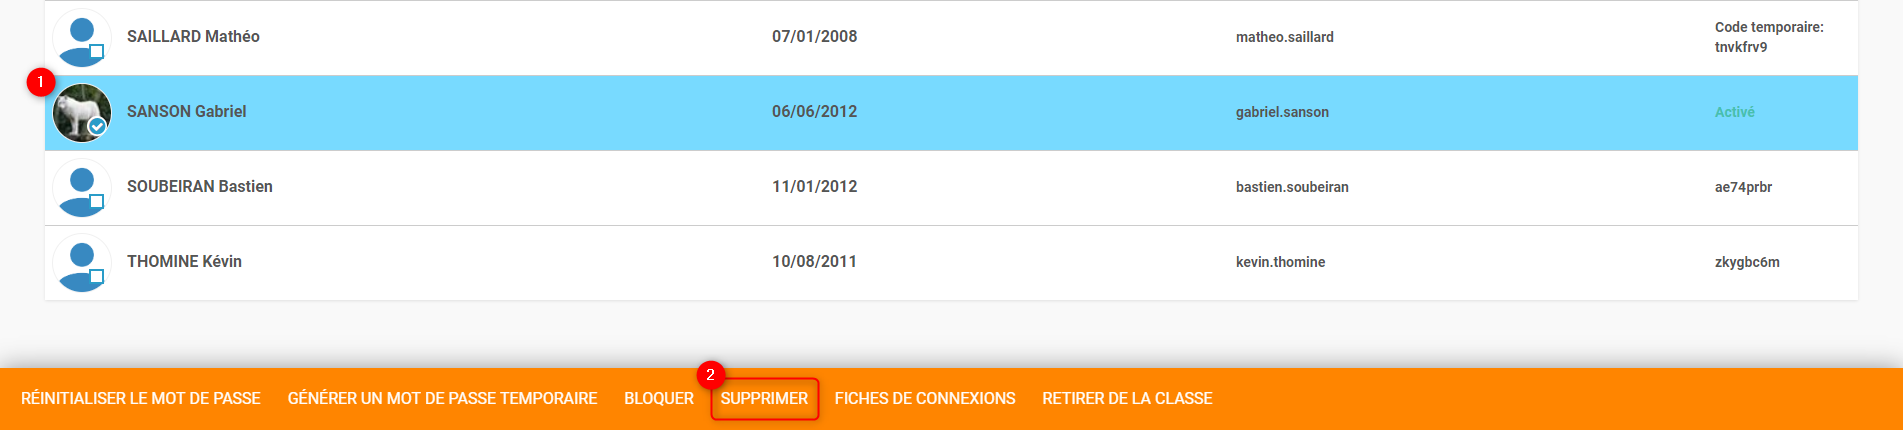 SAILLARD Mathéo 07/01/2008 matheo.saillard Code temporaire:
tnvkfrv9
1
SANSON Gabriel 06/06/2012 gabriel.sanson Activé
SOUBEIRAN Bastien 11/01/2012 bastien.soubeiran ae74prbr
THOMINE Kévin 10/08/2011 kevin.thomine zkygbc6m
2
RÉINITIALISER LE MOT DE PASSE GÉNÉRER UN MOT DE PASSE TEMPORAIRE BLOQUER SUPPRIMER FICHES DE CONNEXIONS RETIRER DE LA CLASSE